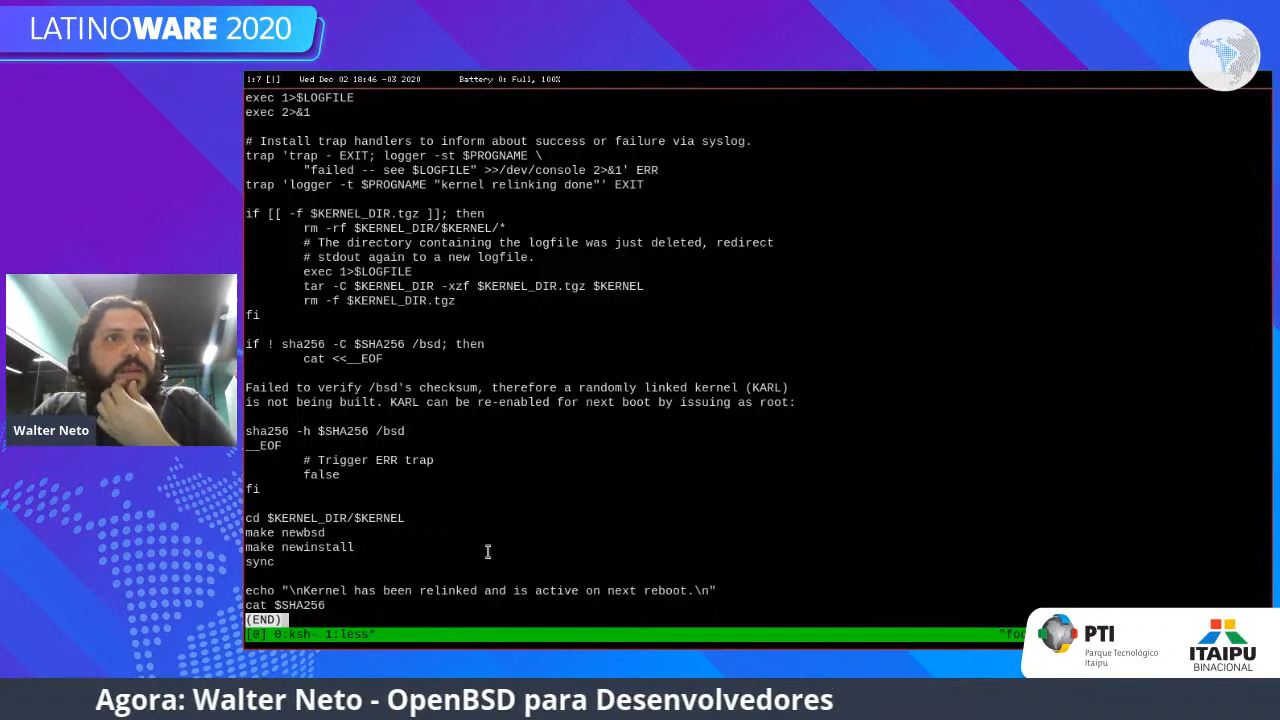 LATINOWARE 2020
1:7 [|] Wed Dec 02 18:46 -03 2020 Battery 0: Full, 100%
exec 1>$LOGFILE
exec 2>&1
# Install trap handlers to inform about success or failure via syslog.
trap 'trap - EXIT; logger -st $PROGNAME \
"failed -- see $LOGFILE" >>/dev/console 2>&1' ERR
trap 'logger -t $PROGNAME "kernel relinking done"' EXIT
if [[ -f $KERNEL_DIR.tgz ]]; then
rm -rf $KERNEL_DIR/$KERNEL/*
# The directory containing the logfile was just deleted, redirect
# stdout again to a new logfile.
exec 1>$LOGFILE
tar -C $KERNEL_DIR -xzf $KERNEL_DIR.tgz $KERNEL
rm -f $KERNEL_DIR.tgz
fi
if ! sha256 -C $SHA256 /bsd; then
cat <<__EOF
Failed to verify /bsd's checksum, therefore a randomly linked kernel (KARL)
is not being built. KARL can be re-enabled for next boot by issuing as root:
sha256 -h $SHA256 /bsd
__EOF
# Trigger ERR trap
false
fi
cd $KERNEL_DIR/$KERNEL
make newbsd
make newinstall
sync
echo "\nKernel has been relinked and is active on next reboot.\n"
cat $SHA256
(END)
[0] 0:ksh- 1:less*
Walter Neto
PTI
Parque Tecnológico
Itaipu
ITAIPU
BINACIONAL
Agora: Walter Neto - OpenBSD para Desenvolvedores